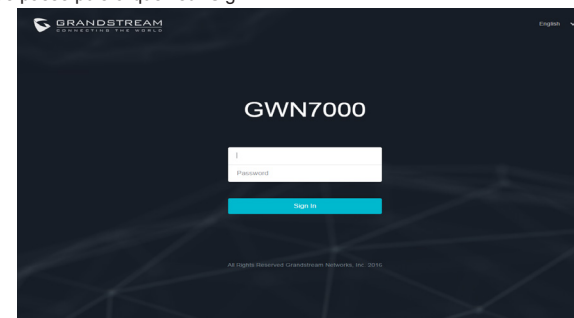 GRANDSTREAM
CONNECTING THE WORLD
English
GWN7000
Password
Sign In
All Rights Reserved Grandstream Networks, Inc. 2016